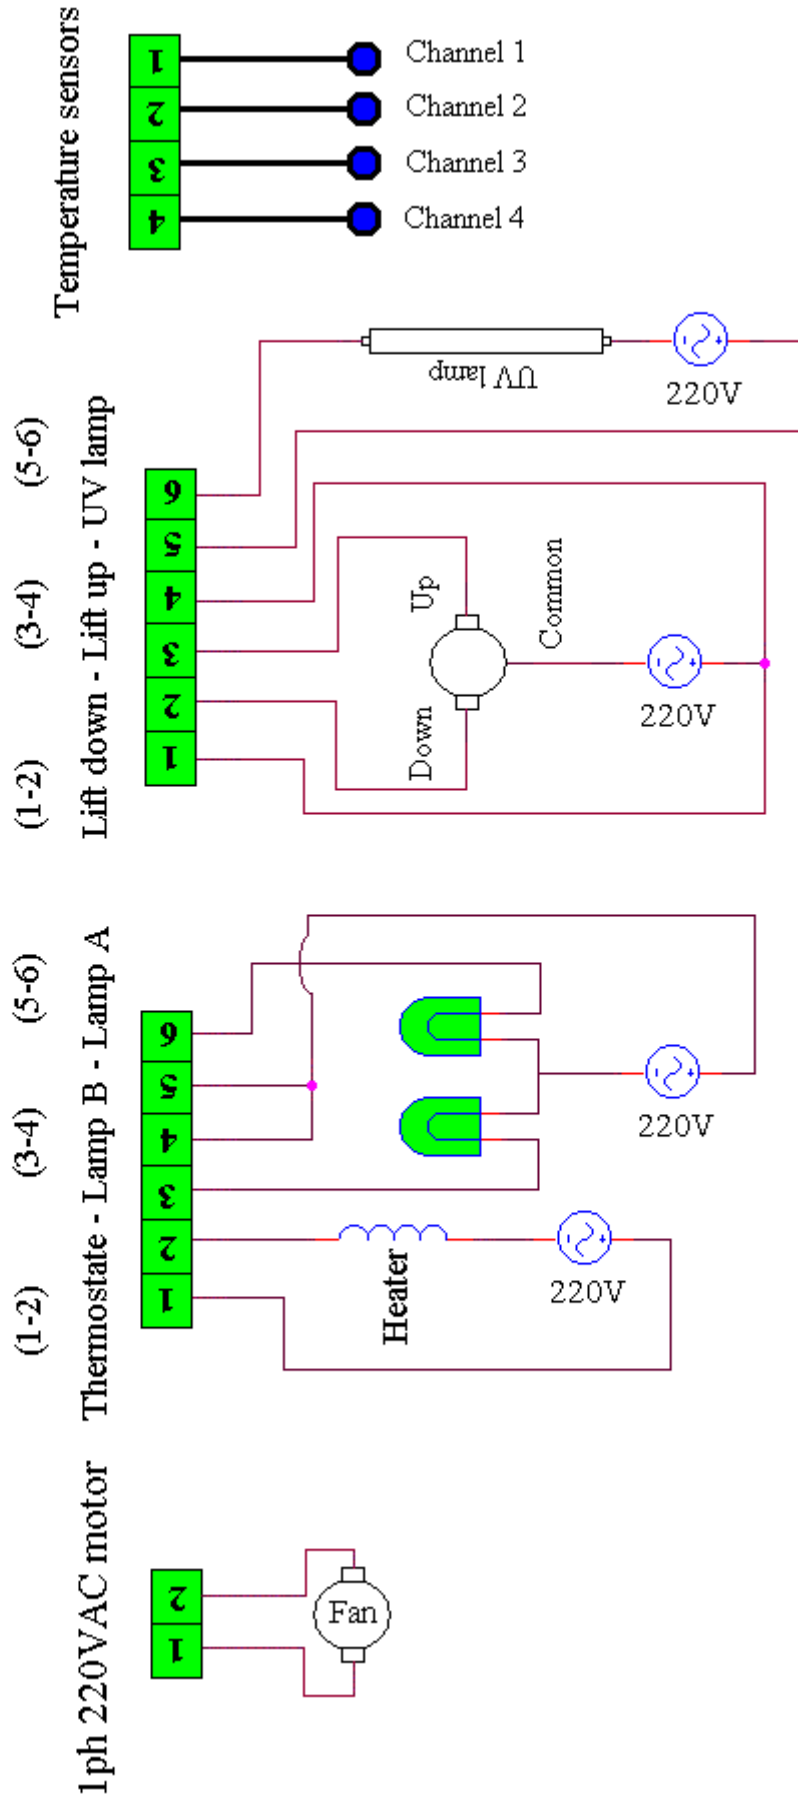 Temperature sensors
1
2
3
4
Channel 1
Channel 2
Channel 3
Channel 4
(1-2)
(3-4)
(5-6)
Lift down - Lift up - UV lamp
6
5
4
3
2
1
UV lamp
220V
Up
Down
Common
220V
(1-2)
(3-4)
(5-6)
Thermostate - Lamp B - Lamp A
6
5
4
3
2
1
Heater
220V
220V
1ph 220VAC motor
2
1
Fan